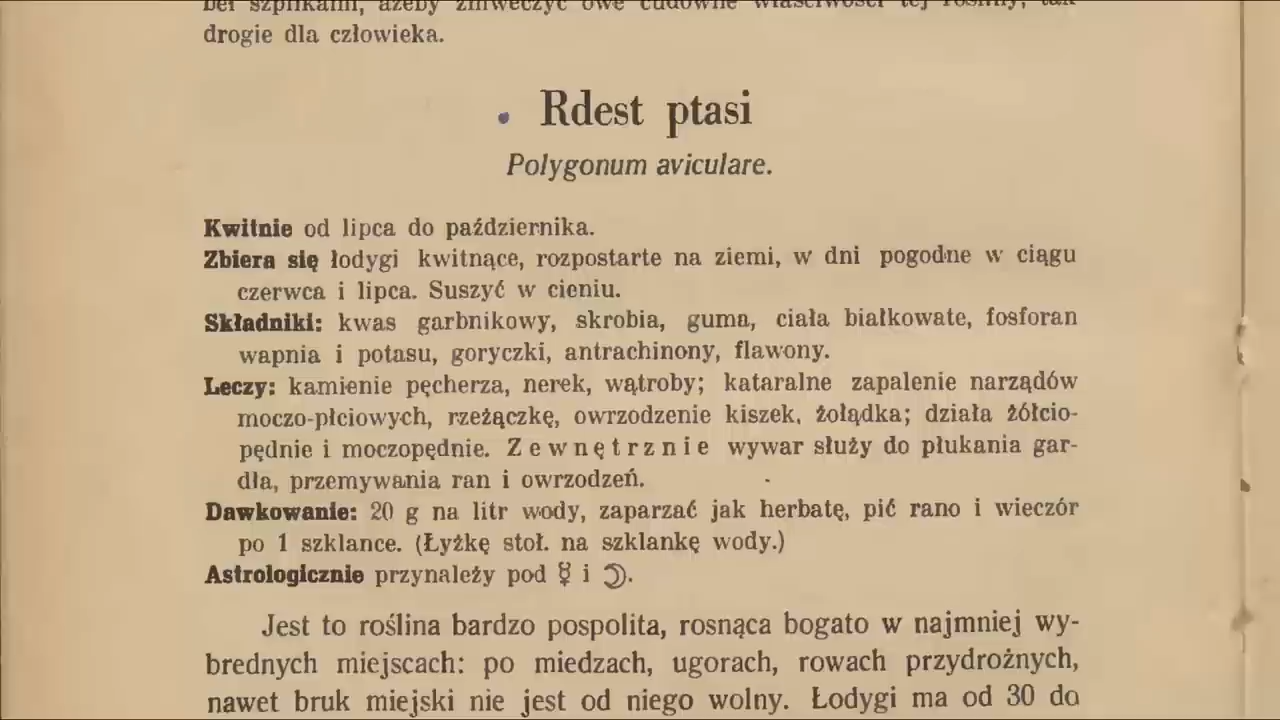 drogie dla człowieka.
Rdest ptasi
Polygonum aviculare.
Kwitnie od lipca do października.
Zbiera się łodygi kwitnące, rozpostarte na ziemi, w dni pogodne w ciągu
czerwca i lipca. Suszyć w cieniu.
Składniki: kwas garbnikowy, skrobia, guma, ciała białkowate, fosforan
wapnia i potasu, goryczki, antrachinony, flawony.
Leczy: kamienie pęcherza, nerek, wątroby; kataralne zapalenie narządów
moczo-płciowych, rzeżączkę, owrzodzenie kiszek, żołądka; działa żółcio-
pędnie i moczopędnie. Zewnętrznie wywar służy do płukania gar-
dła, przemywania ran i owrzodzeń.
Dawkowanie: 20 g na litr wody, zaparzać jak herbatę, pić rano i wieczór
po 1 szklance. (Łyżkę stoł. na szklankę wody.)
Astrologicznie przynależy pod ☿ i ☽.
Jest to roślina bardzo pospolita, rosnąca bogato w najmniej wy-
brednych miejscach: po miedzach, ugorach, rowach przydrożnych,
nawet bruk miejski nie jest od niego wolny. Łodygi ma od 30 do